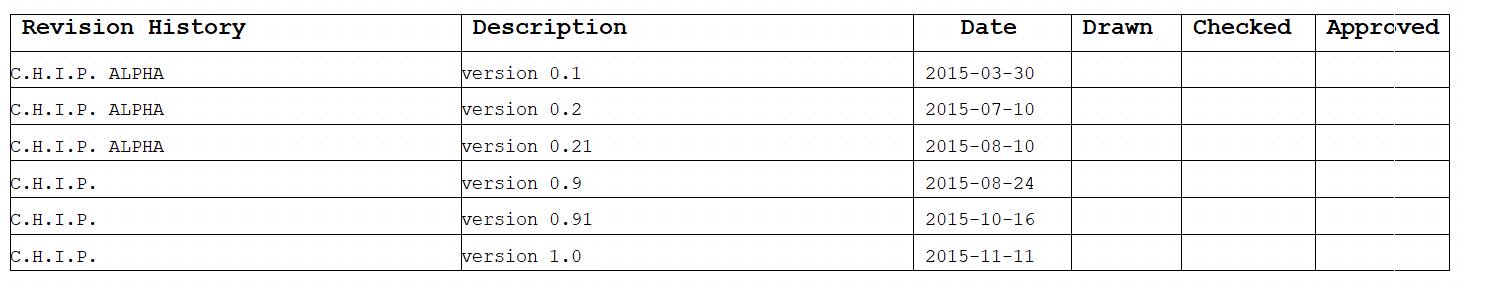 Revision History Description Date Drawn Checked Approved
C.H.I.P. ALPHA version 0.1 2015-03-30
C.H.I.P. ALPHA version 0.2 2015-07-10
C.H.I.P. ALPHA version 0.21 2015-08-10
C.H.I.P. version 0.9 2015-08-24
C.H.I.P. version 0.91 2015-10-16
C.H.I.P. version 1.0 2015-11-11